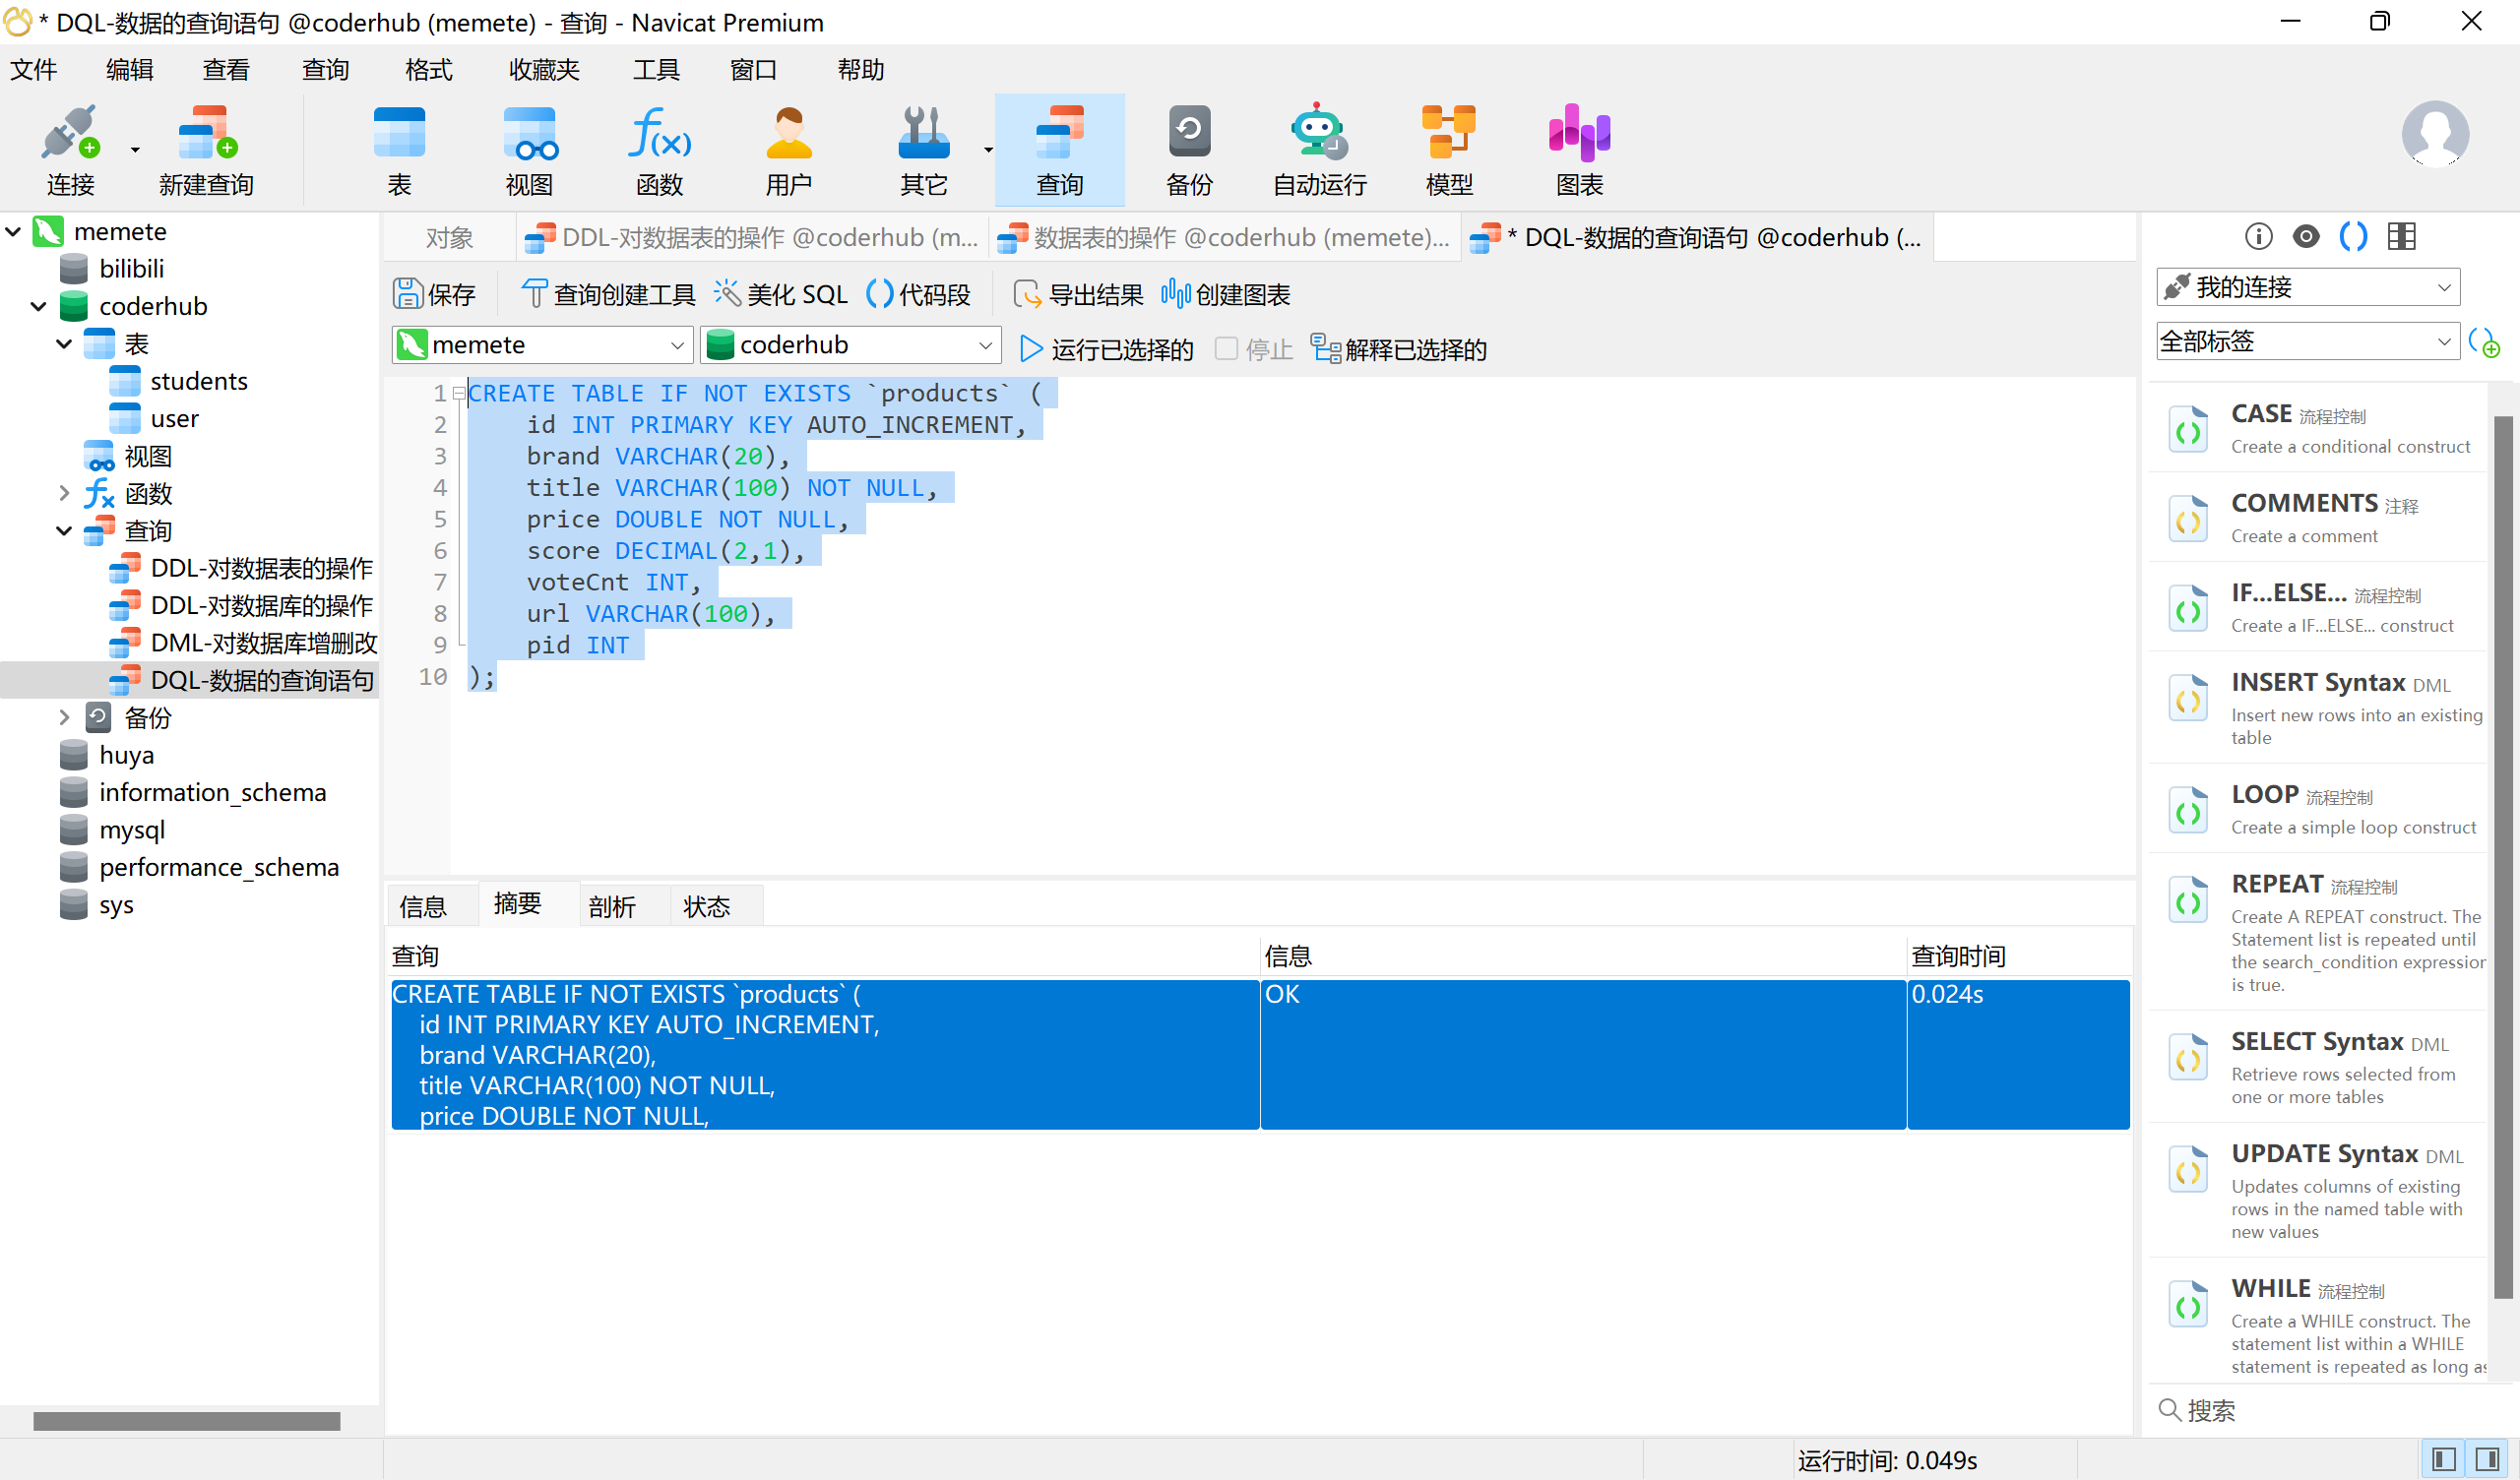 * DQL-数据的查询语句 @coderhub (memete) - 查询 - Navicat Premium
文件 编辑 查看 查询 格式 收藏夹 工具 窗口 帮助
连接 新建查询 表 视图 函数 用户 其它 查询 备份 自动运行 模型 图表
memete
bilibili
coderhub
表
students
user
视图
函数
查询
DDL-对数据表的操作
DDL-对数据库的操作
DML-对数据库增删改
DQL-数据的查询语句
备份
huya
information_schema
mysql
performance_schema
sys
对象 DDL-对数据表的操作 @coderhub (m... 数据表的操作 @coderhub (memete)... * DQL-数据的查询语句 @coderhub (...
保存 查询创建工具 美化 SQL 代码段 导出结果 创建图表
memete coderhub 运行已选择的 停止 解释已选择的
1 CREATE TABLE IF NOT EXISTS `products` (
2 id INT PRIMARY KEY AUTO_INCREMENT,
3 brand VARCHAR(20),
4 title VARCHAR(100) NOT NULL,
5 price DOUBLE NOT NULL,
6 score DECIMAL(2,1),
7 voteCnt INT,
8 url VARCHAR(100),
9 pid INT
10 );
信息 摘要 剖析 状态
查询 信息 查询时间
CREATE TABLE IF NOT EXISTS `products` ( OK 0.024s
id INT PRIMARY KEY AUTO_INCREMENT,
brand VARCHAR(20),
title VARCHAR(100) NOT NULL,
price DOUBLE NOT NULL,
我的连接
全部标签
CASE 流程控制
Create a conditional construct
COMMENTS 注释
Create a comment
IF...ELSE... 流程控制
Create a IF...ELSE... construct
INSERT Syntax DML
Insert new rows into an existing
table
LOOP 流程控制
Create a simple loop construct
REPEAT 流程控制
Create A REPEAT construct. The
Statement list is repeated until
the search_condition expression
is true.
SELECT Syntax DML
Retrieve rows selected from
one or more tables
UPDATE Syntax DML
Updates columns of existing
rows in the named table with
new values
WHILE 流程控制
Create a WHILE construct. The
statement list within a WHILE
statement is repeated as long as
搜索
运行时间: 0.049s